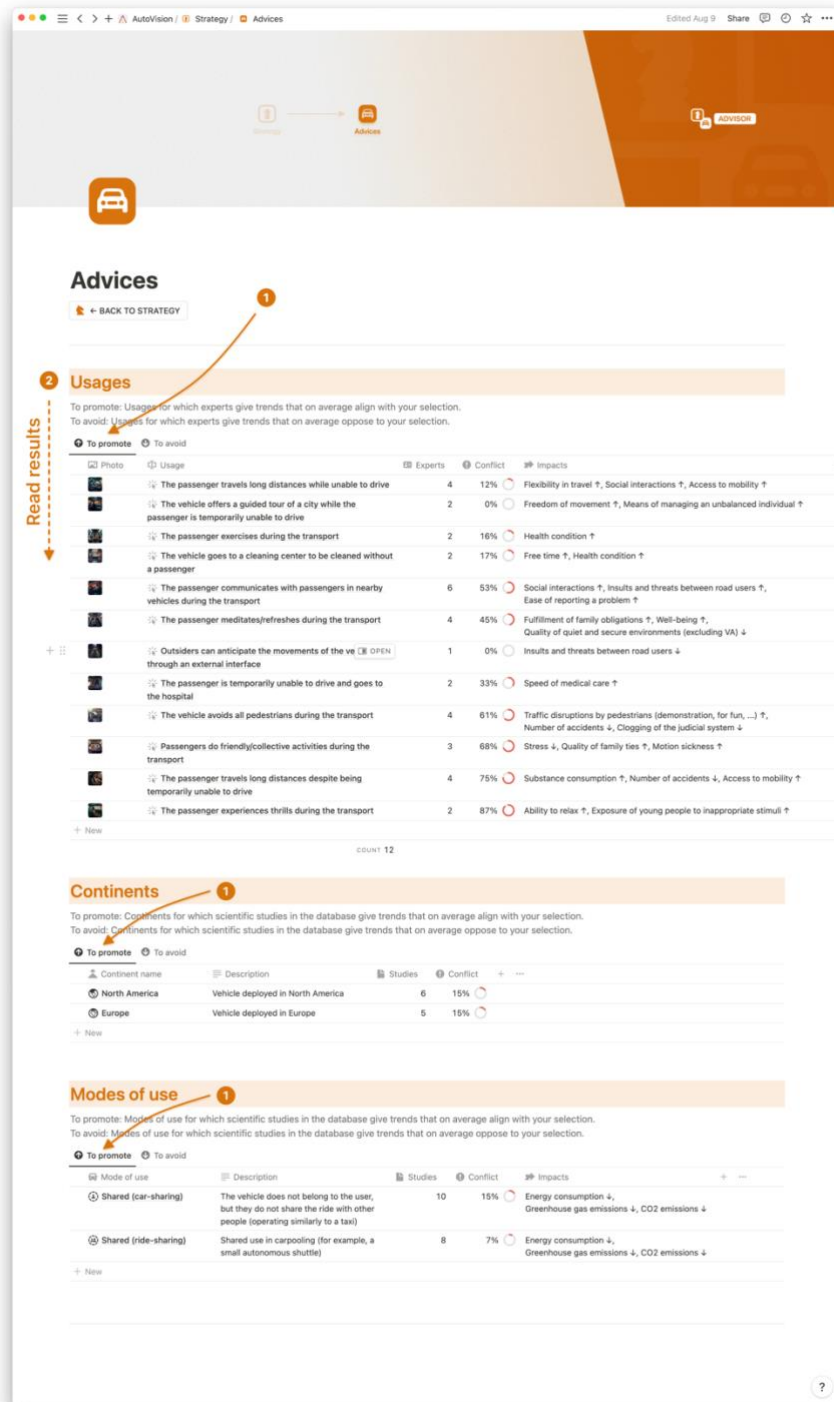 AutoVision / Strategy / Advices
Edited Aug 9 Share
Strategy
Advices
ADVISOR
Advices
← BACK TO STRATEGY
1
2
Usages
Read results
To promote: Usages for which experts give trends that on average align with your selection.
To avoid: Usages for which experts give trends that on average oppose to your selection.
To promote To avoid
Photo Usage Experts Conflict Impacts
The passenger travels long distances while unable to drive 4 12% Flexibility in travel ↑, Social interactions ↑, Access to mobility ↑
The vehicle offers a guided tour of a city while the 2 0% Freedom of movement ↑, Means of managing an unbalanced individual ↑
passenger is temporarily unable to drive
The passenger exercises during the transport 2 16% Health condition ↑
The vehicle goes to a cleaning center to be cleaned without 2 17% Free time ↑, Health condition ↑
a passenger
The passenger communicates with passengers in nearby 6 53% Social interactions ↑, Insults and threats between road users ↑,
vehicles during the transport Ease of reporting a problem ↑
The passenger meditates/refreshes during the transport 4 45% Fulfillment of family obligations ↑, Well-being ↑,
Quality of quiet and secure environments (excluding VA) ↓
Outsiders can anticipate the movements of the ve OPEN 1 0% Insults and threats between road users ↓
through an external interface
The passenger is temporarily unable to drive and goes to 2 33% Speed of medical care ↑
the hospital
The vehicle avoids all pedestrians during the transport 4 61% Traffic disruptions by pedestrians (demonstration, for fun, ...) ↑,
Number of accidents ↓, Clogging of the judicial system ↓
Passengers do friendly/collective activities during the 3 68% Stress ↓, Quality of family ties ↑, Motion sickness ↑
transport
The passenger travels long distances despite being 4 75% Substance consumption ↑, Number of accidents ↓, Access to mobility ↑
temporarily unable to drive
The passenger experiences thrills during the transport 2 87% Ability to relax ↑, Exposure of young people to inappropriate stimuli ↑
+ New
COUNT 12
Continents
1
To promote: Continents for which scientific studies in the database give trends that on average align with your selection.
To avoid: Continents for which scientific studies in the database give trends that on average oppose to your selection.
To promote To avoid
Continent name Description Studies Conflict + ...
North America Vehicle deployed in North America 6 15%
Europe Vehicle deployed in Europe 5 15%
+ New
Modes of use
1
To promote: Modes of use for which scientific studies in the database give trends that on average align with your selection.
To avoid: Modes of use for which scientific studies in the database give trends that on average oppose to your selection.
To promote To avoid
Mode of use Description Studies Conflict Impacts + ...
Shared (car-sharing) The vehicle does not belong to the user, 10 15% Energy consumption ↓,
but they do not share the ride with other Greenhouse gas emissions ↓, CO2 emissions ↓
people (operating similarly to a taxi)
Shared (ride-sharing) Shared use in carpooling (for example, a 8 7% Energy consumption ↓,
small autonomous shuttle) Greenhouse gas emissions ↓, CO2 emissions ↓
+ New
?